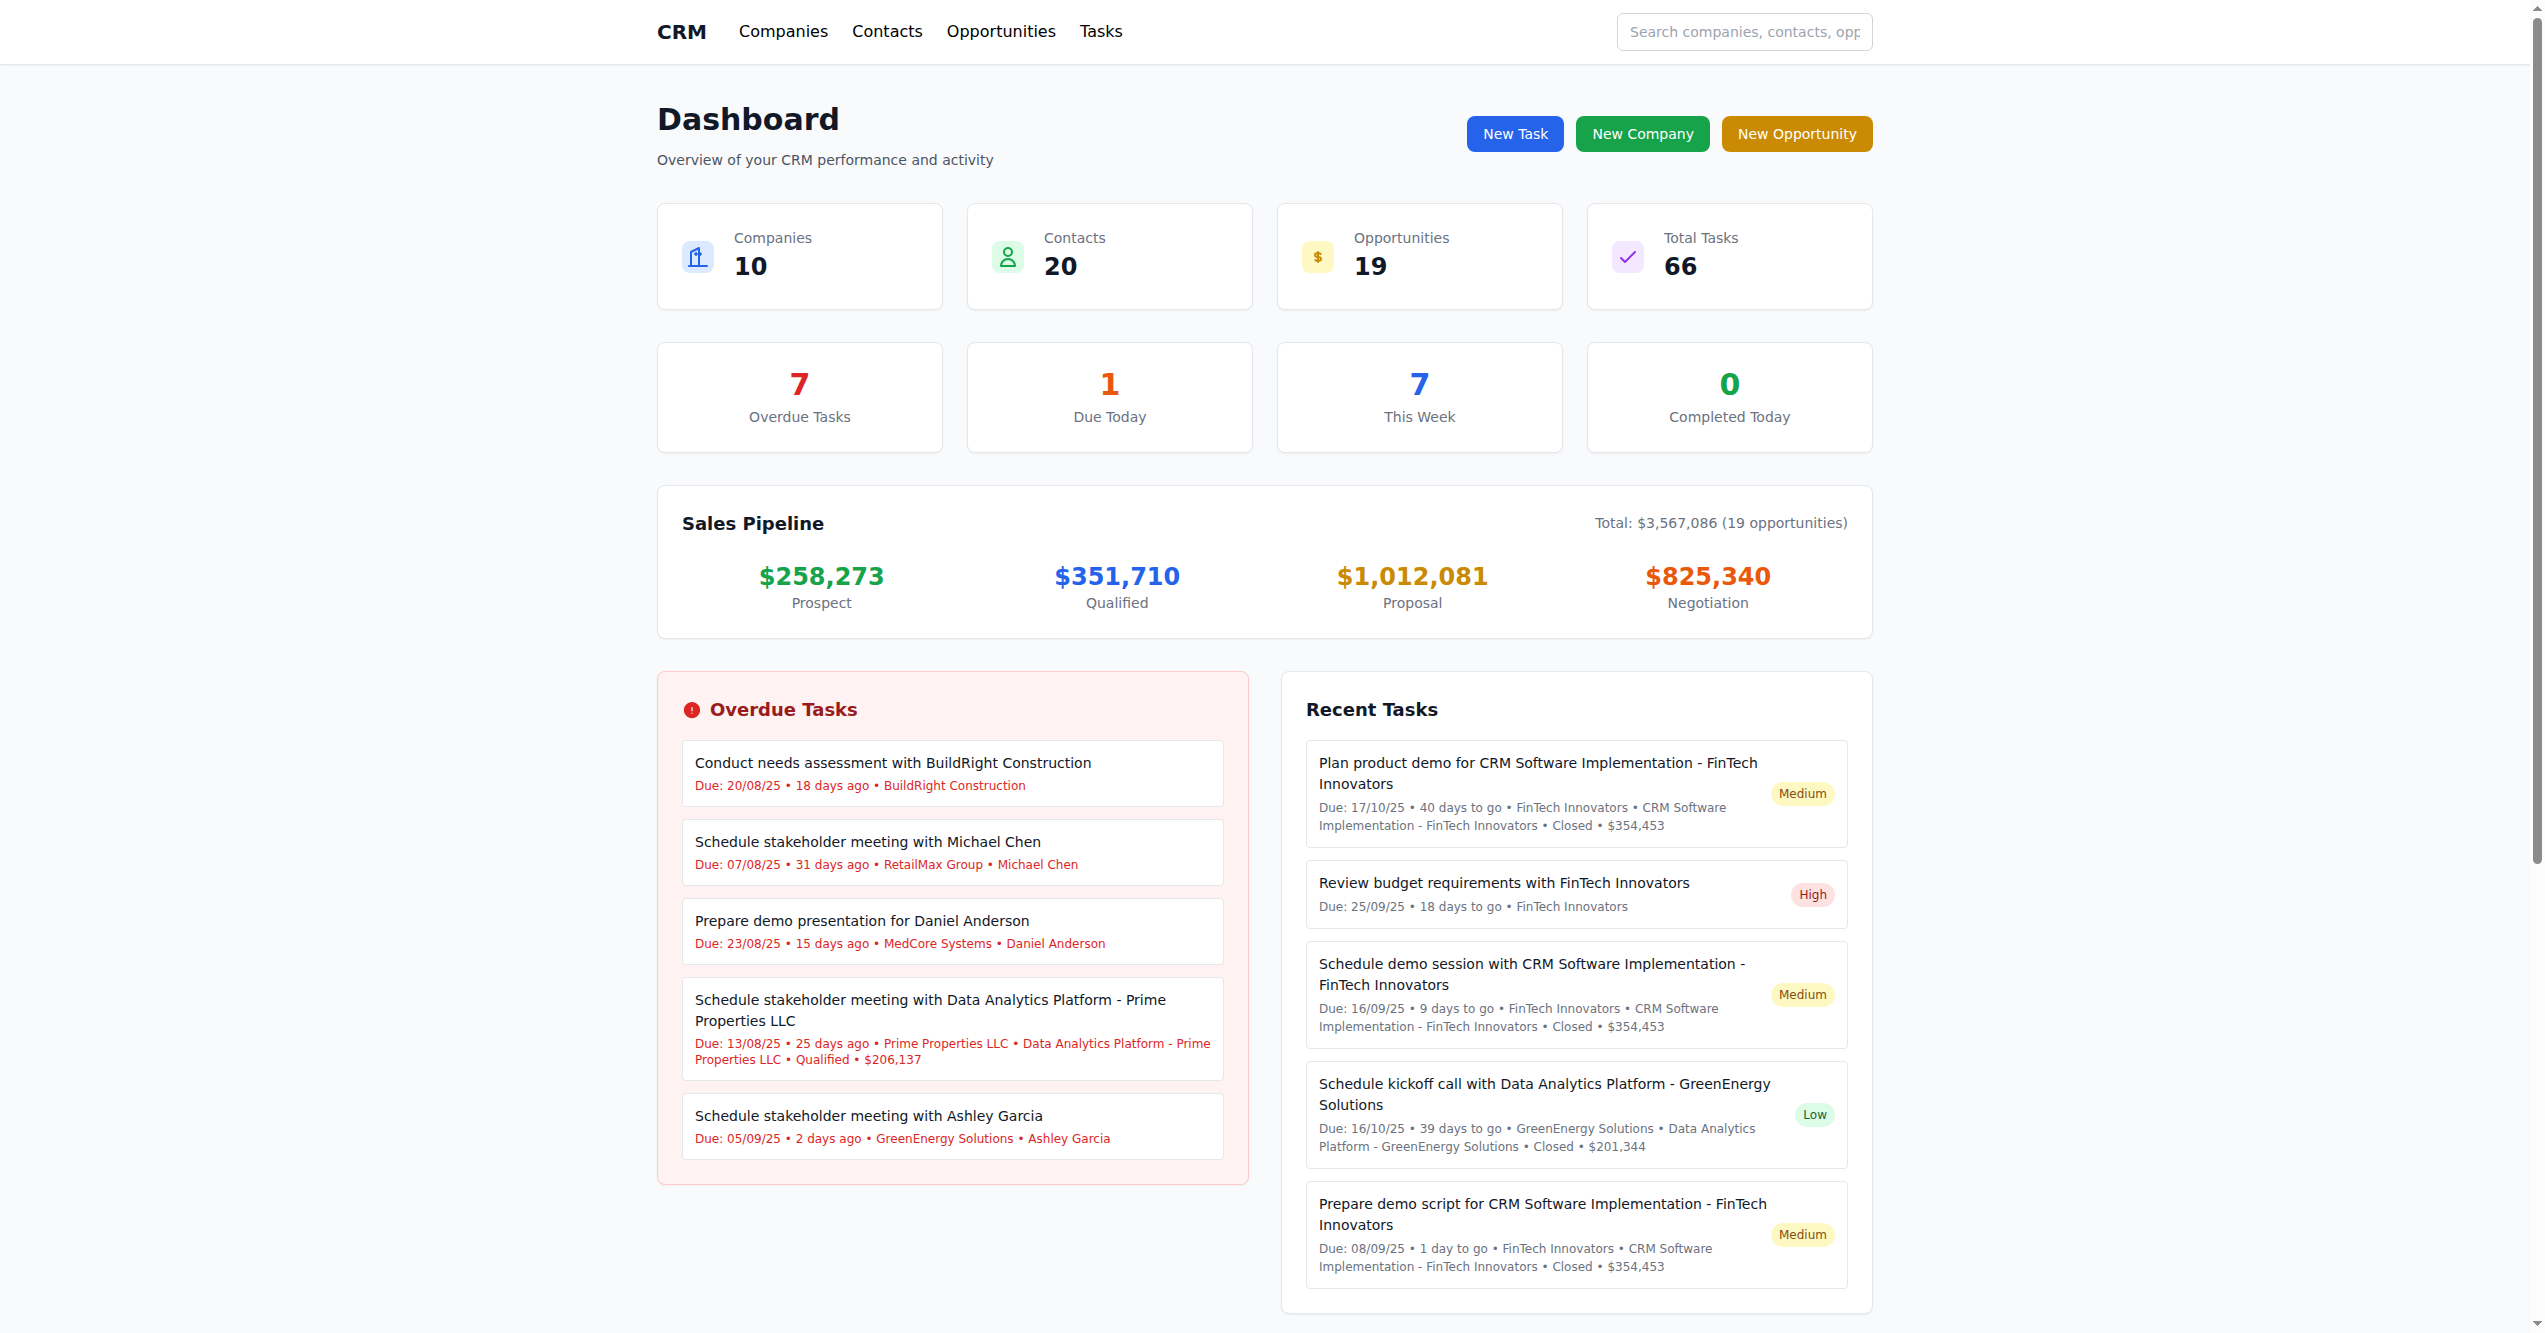 CRM Companies Contacts Opportunities Tasks Search companies, contacts, opp
Dashboard
Overview of your CRM performance and activity
New Task New Company New Opportunity
Companies
10
Contacts
20
Opportunities
19
Total Tasks
66
7
Overdue Tasks
1
Due Today
7
This Week
0
Completed Today
Sales Pipeline
Total: $3,567,086 (19 opportunities)
$258,273
Prospect
$351,710
Qualified
$1,012,081
Proposal
$825,340
Negotiation
Overdue Tasks
Conduct needs assessment with BuildRight Construction
Due: 20/08/25 • 18 days ago • BuildRight Construction
Schedule stakeholder meeting with Michael Chen
Due: 07/08/25 • 31 days ago • RetailMax Group • Michael Chen
Prepare demo presentation for Daniel Anderson
Due: 23/08/25 • 15 days ago • MedCore Systems • Daniel Anderson
Schedule stakeholder meeting with Data Analytics Platform - Prime
Properties LLC
Due: 13/08/25 • 25 days ago • Prime Properties LLC • Data Analytics Platform - Prime
Properties LLC • Qualified • $206,137
Schedule stakeholder meeting with Ashley Garcia
Due: 05/09/25 • 2 days ago • GreenEnergy Solutions • Ashley Garcia
Recent Tasks
Plan product demo for CRM Software Implementation - FinTech
Innovators
Due: 17/10/25 • 40 days to go • FinTech Innovators • CRM Software
Implementation - FinTech Innovators • Closed • $354,453
Medium
Review budget requirements with FinTech Innovators
Due: 25/09/25 • 18 days to go • FinTech Innovators
High
Schedule demo session with CRM Software Implementation -
FinTech Innovators
Due: 16/09/25 • 9 days to go • FinTech Innovators • CRM Software
Implementation - FinTech Innovators • Closed • $354,453
Medium
Schedule kickoff call with Data Analytics Platform - GreenEnergy
Solutions
Due: 16/10/25 • 39 days to go • GreenEnergy Solutions • Data Analytics
Platform - GreenEnergy Solutions • Closed • $201,344
Low
Prepare demo script for CRM Software Implementation - FinTech
Innovators
Due: 08/09/25 • 1 day to go • FinTech Innovators • CRM Software
Implementation - FinTech Innovators • Closed • $354,453
Medium